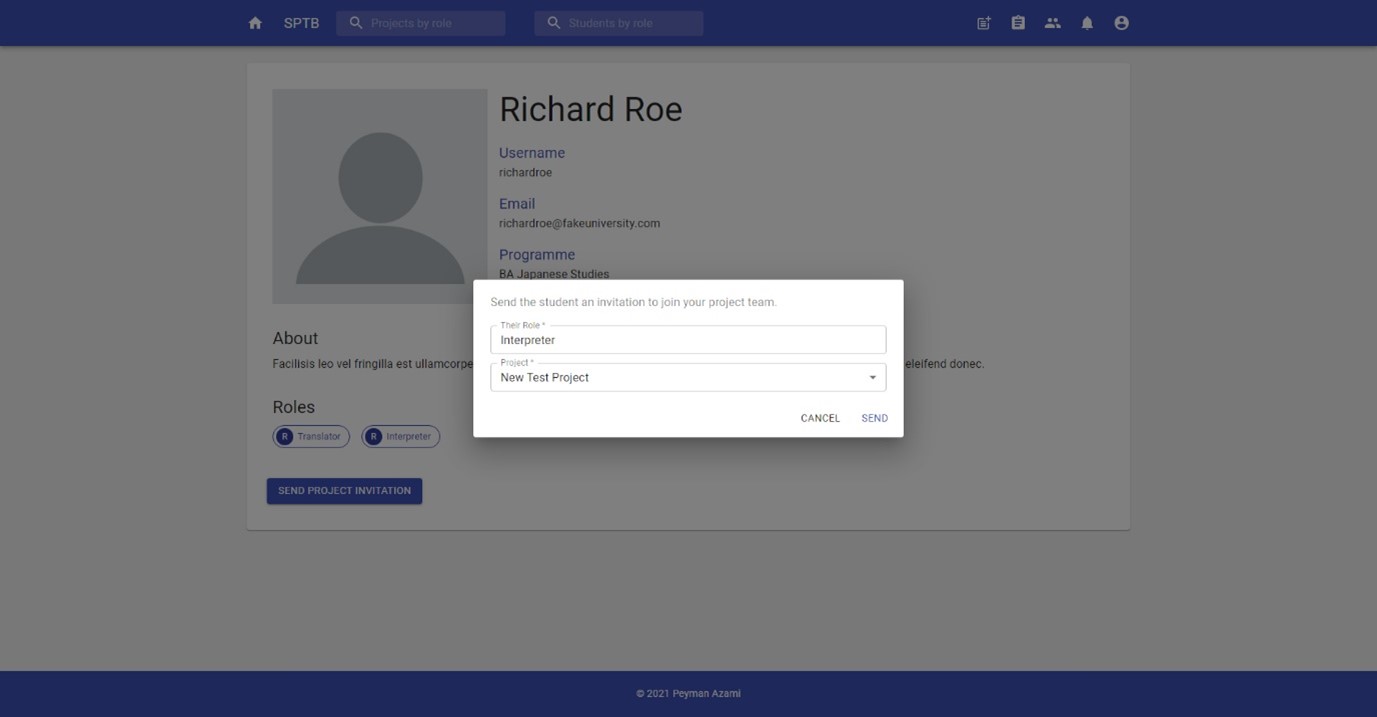 SPTB Projects by role Students by role
Richard Roe
Username
richardroe
Email
richardroe@fakeuniversity.com
Programme
BA Japanese Studies
Send the student an invitation to join your project team.
Their Role *
Interpreter
Project *
New Test Project
CANCEL SEND
About
Facilisis leo vel fringilla est ullamcorpe eleifend donec.
Roles
R Translator R Interpreter
SEND PROJECT INVITATION
© 2021 Peyman Azami